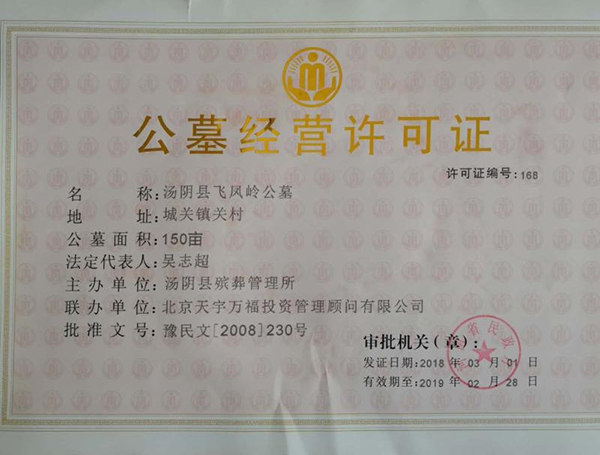 公墓经营许可证
许可证编号:168
名 称:汤阴县飞凤岭公墓
地 址:城关镇关村
公 墓 面 积:150亩
法定代表人:吴志超
主 办 单 位:汤阴县殡葬管理所
联 办 单 位:北京天宇万福投资管理顾问有限公司
批 准 文 号:豫民文[2008]230号
审批机关(章):
发证日期:2018 年 03 月 01 日
有效期至:2019 年 02 月 28 日
省民政